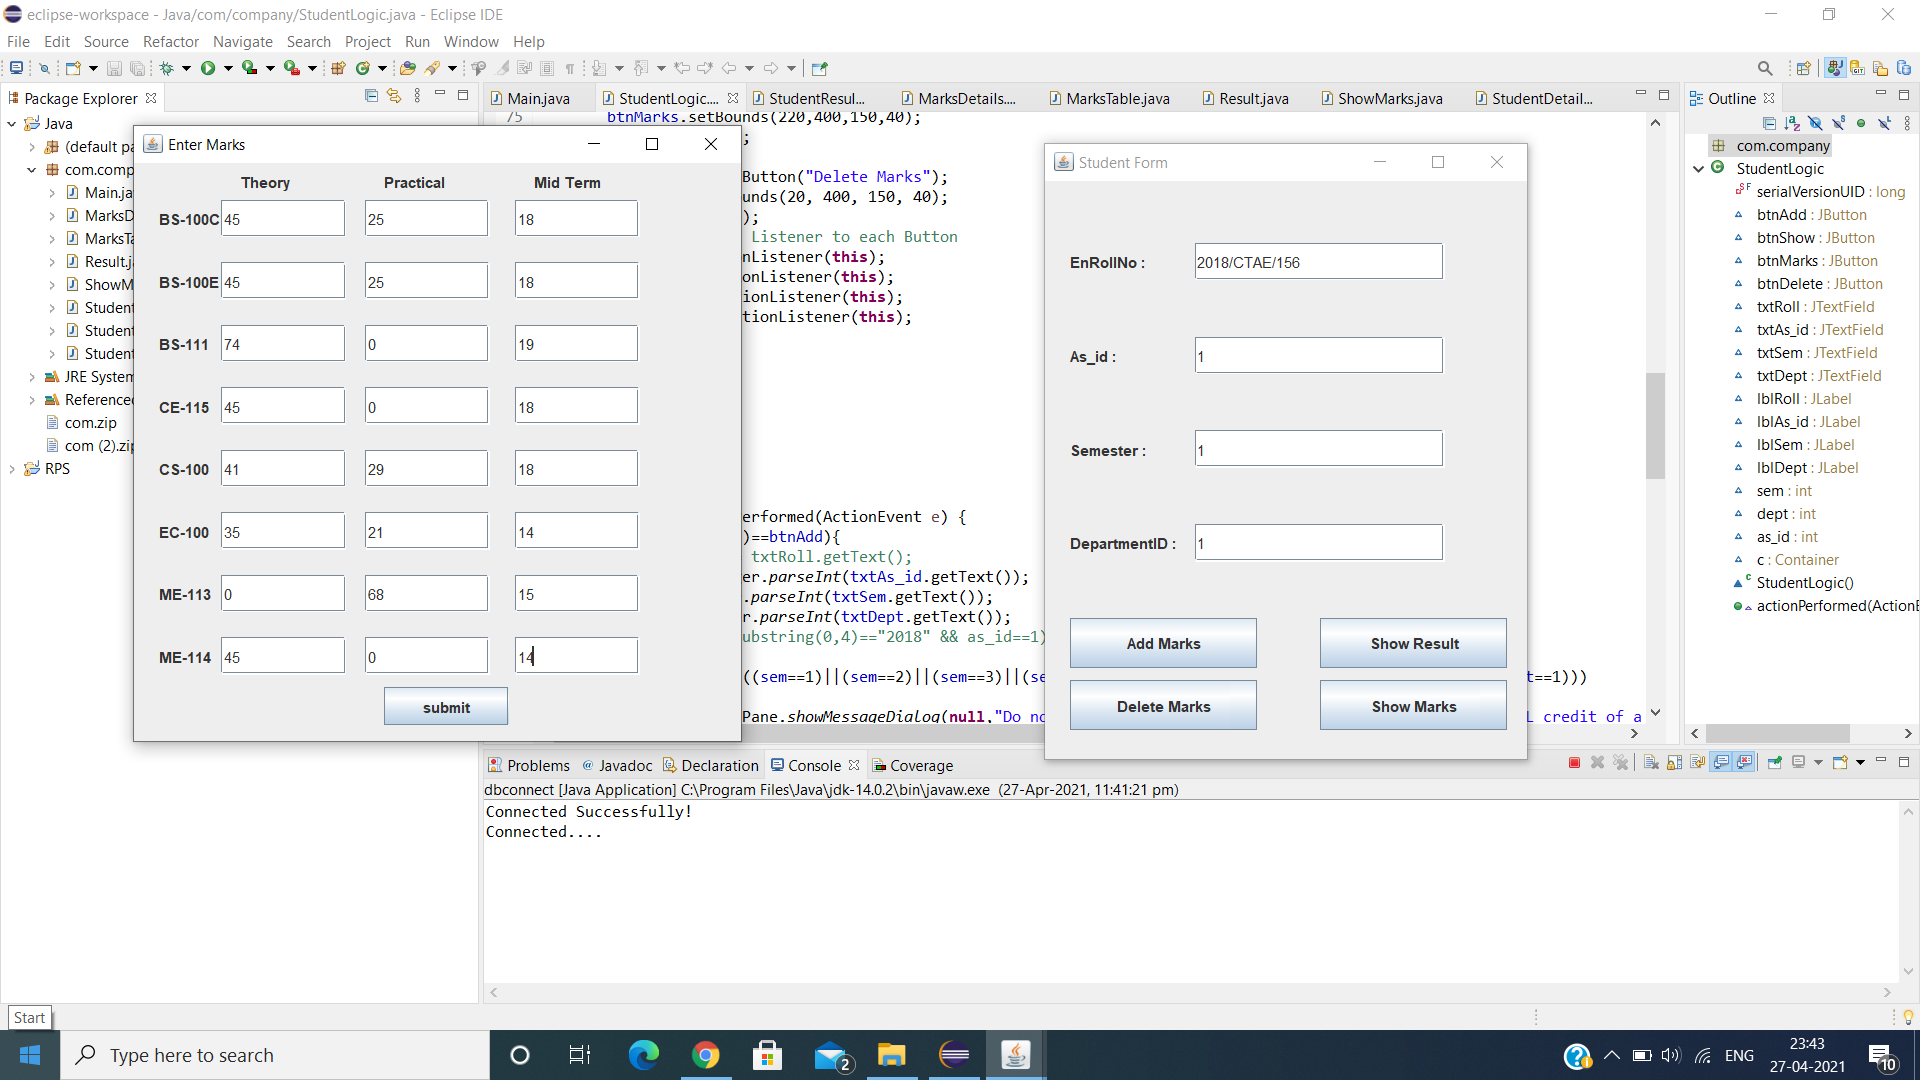 eclipse-workspace - Java/com/company/StudentLogic.java - Eclipse IDE
File Edit Source Refactor Navigate Search Project Run Window Help
Package Explorer
Main.java StudentLogic.... StudentResul... MarksDetails.... MarksTable.java Result.java ShowMarks.java StudentDetail...
Outline
Java
(default pa
com.comp
Main.ja
MarksD
MarksTa
Result.j
ShowM
Student
Student
Student
JRE System
Referenced
com.zip
com (2).zip
RPS
Enter Marks
Theory Practical Mid Term
BS-100C 45 25 18
BS-100E 45 25 18
BS-111 74 0 19
CE-115 45 0 18
CS-100 41 29 18
EC-100 35 21 14
ME-113 0 68 15
ME-114 45 0 14
submit
75 btnMarks.setBounds(220,400,150,40);
;
Button("Delete Marks");
unds(20, 400, 150, 40);
);
Listener to each Button
nListener(this);
onListener(this);
ionListener(this);
tionListener(this);
erformed(ActionEvent e) {
)==btnAdd){
txtRoll.getText();
er.parseInt(txtAs_id.getText());
.parseInt(txtSem.getText());
r.parseInt(txtDept.getText());
ubstring(0,4)=="2018" && as_id==1)
((sem==1)||(sem==2)||(sem==3)||(se
t==1)))
Pane.showMessageDialog(null,"Do no
L credit of a
Student Form
EnRollNo : 2018/CTAE/156
As_id : 1
Semester : 1
DepartmentID : 1
Add Marks Show Result
Delete Marks Show Marks
com.company
StudentLogic
serialVersionUID : long
btnAdd : JButton
btnShow : JButton
btnMarks : JButton
btnDelete : JButton
txtRoll : JTextField
txtAs_id : JTextField
txtSem : JTextField
txtDept : JTextField
lblRoll : JLabel
lblAs_id : JLabel
lblSem : JLabel
lblDept : JLabel
sem : int
dept : int
as_id : int
c : Container
StudentLogic()
actionPerformed(ActionE
Problems Javadoc Declaration Console Coverage
dbconnect [Java Application] C:\Program Files\Java\jdk-14.0.2\bin\javaw.exe (27-Apr-2021, 11:41:21 pm)
Connected Successfully!
Connected....
Start
Type here to search
2
ENG
23:43
27-04-2021
10